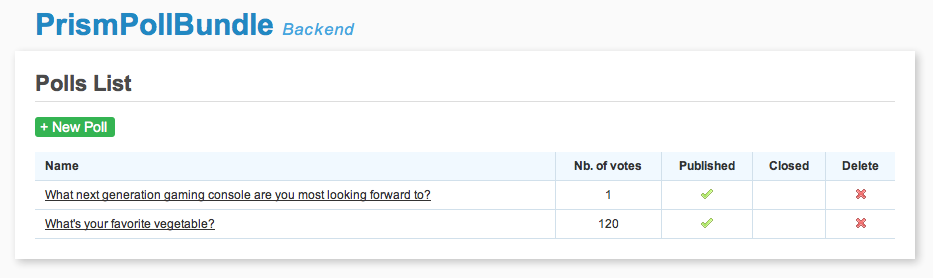 PrismPollBundle Backend
Polls List
+ New Poll
Name Nb. of votes Published Closed Delete
What next generation gaming console are you most looking forward to? 1
What's your favorite vegetable? 120